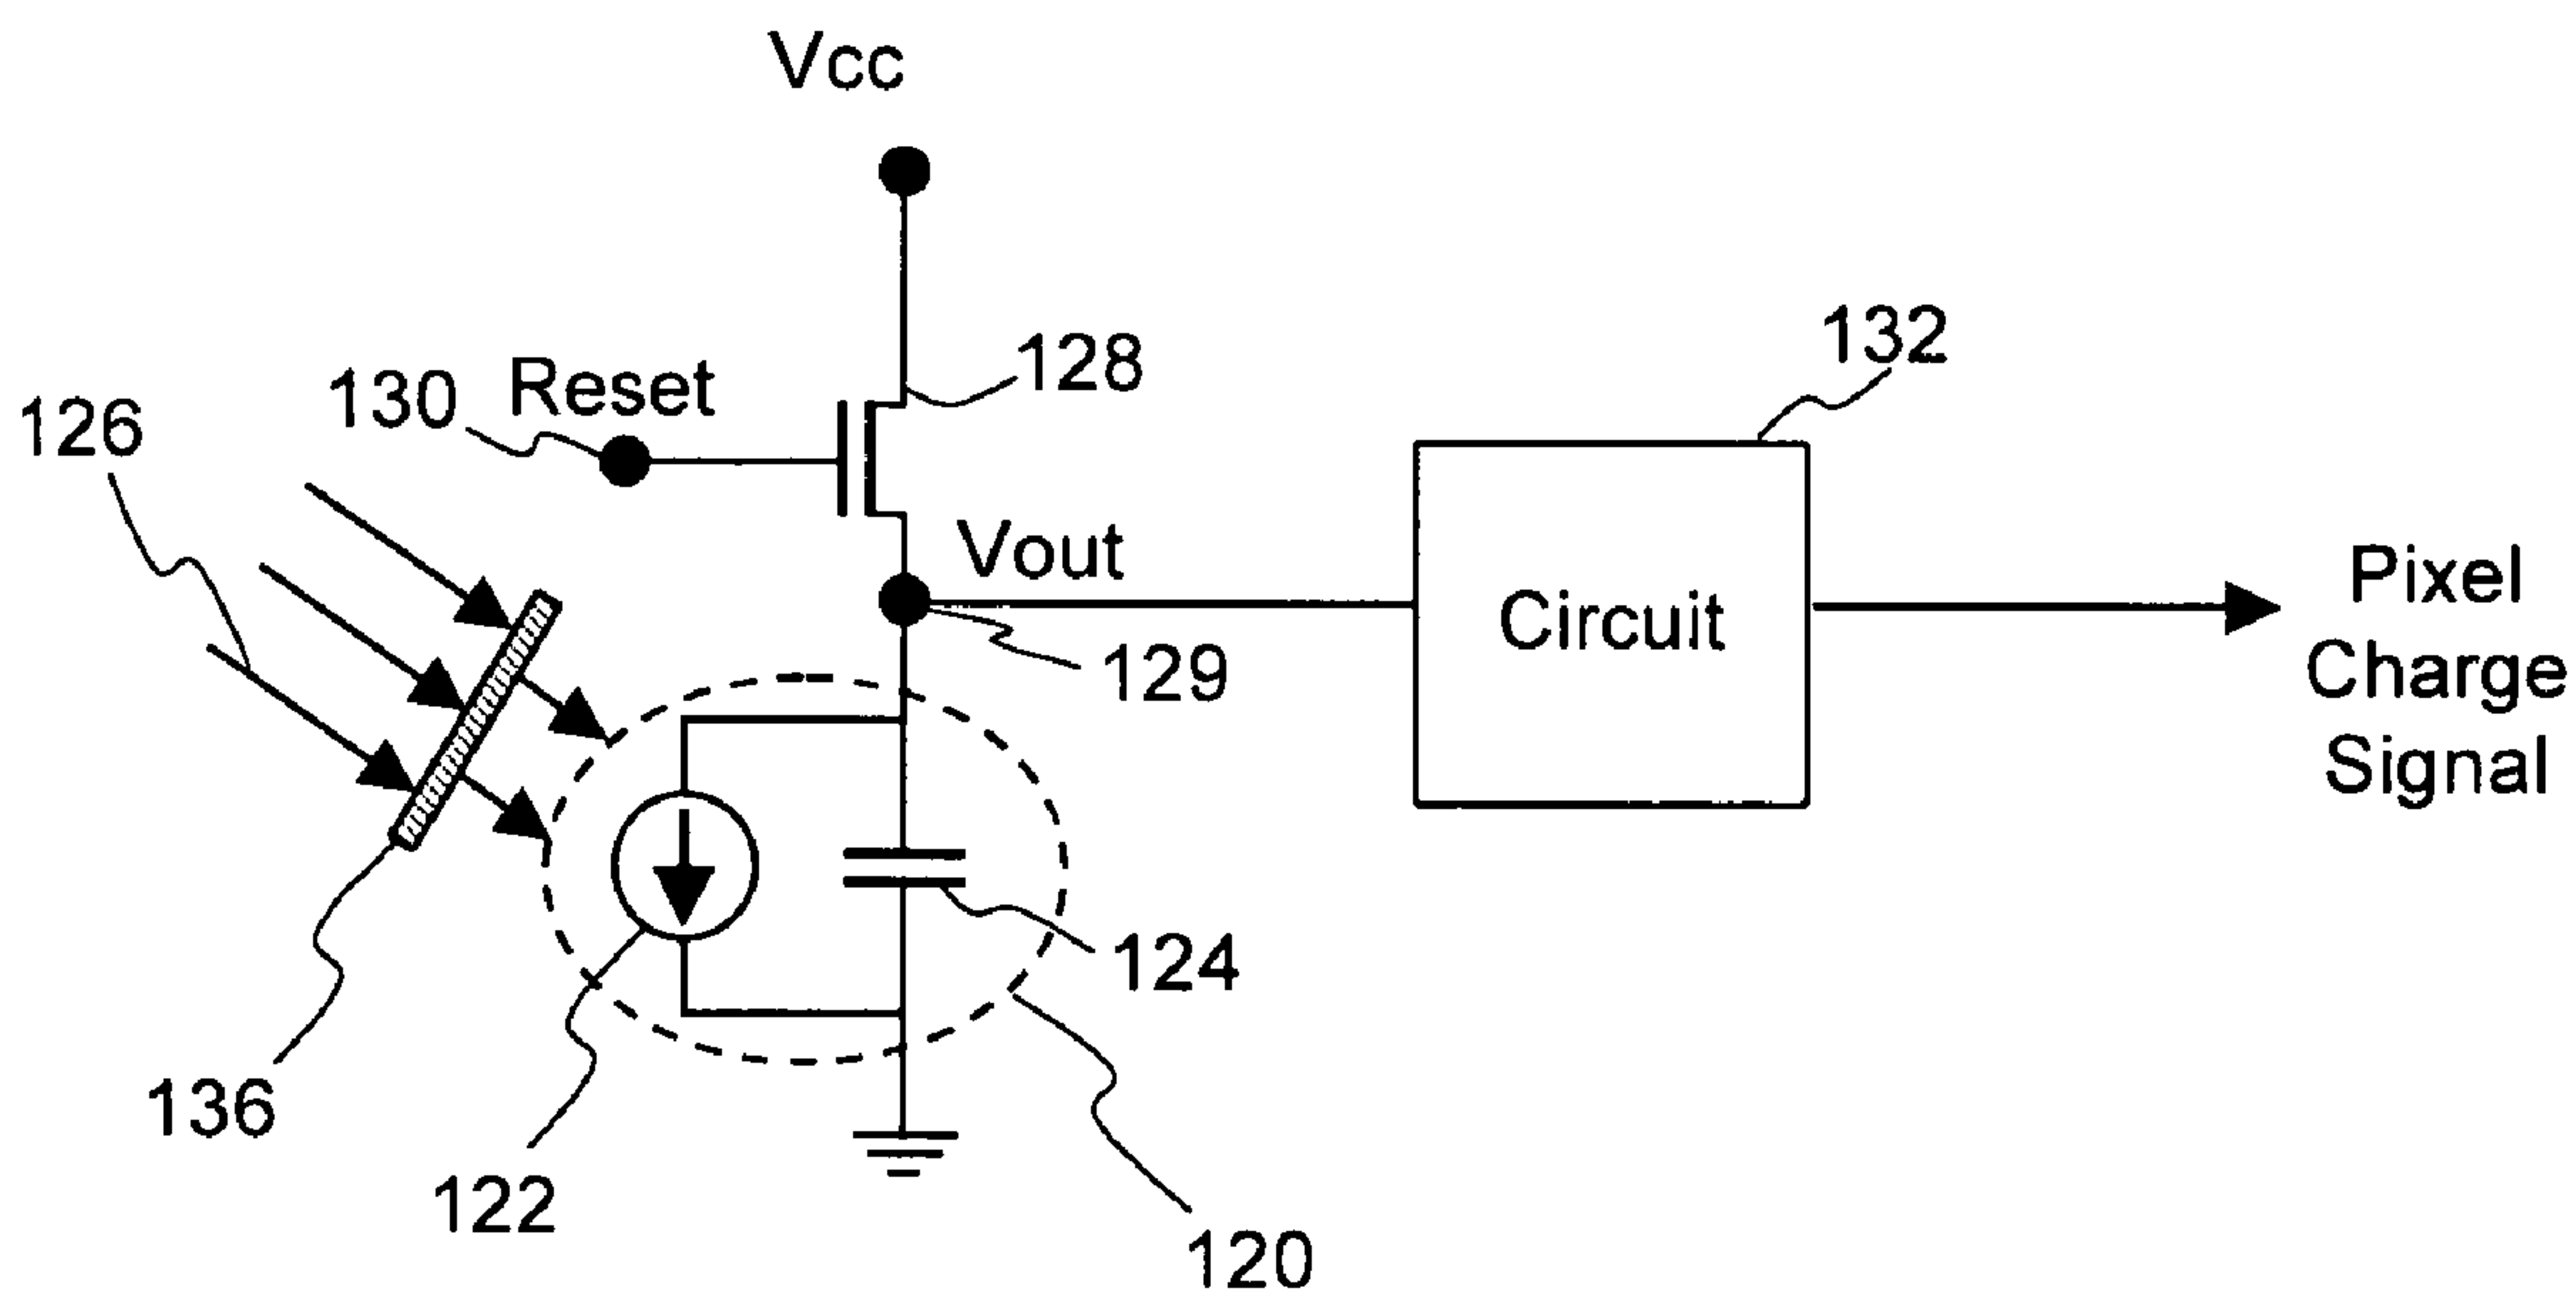 Vcc
128
132
130
Reset
126
Vout
129
Circuit
Pixel
Charge
Signal
124
136
122
120